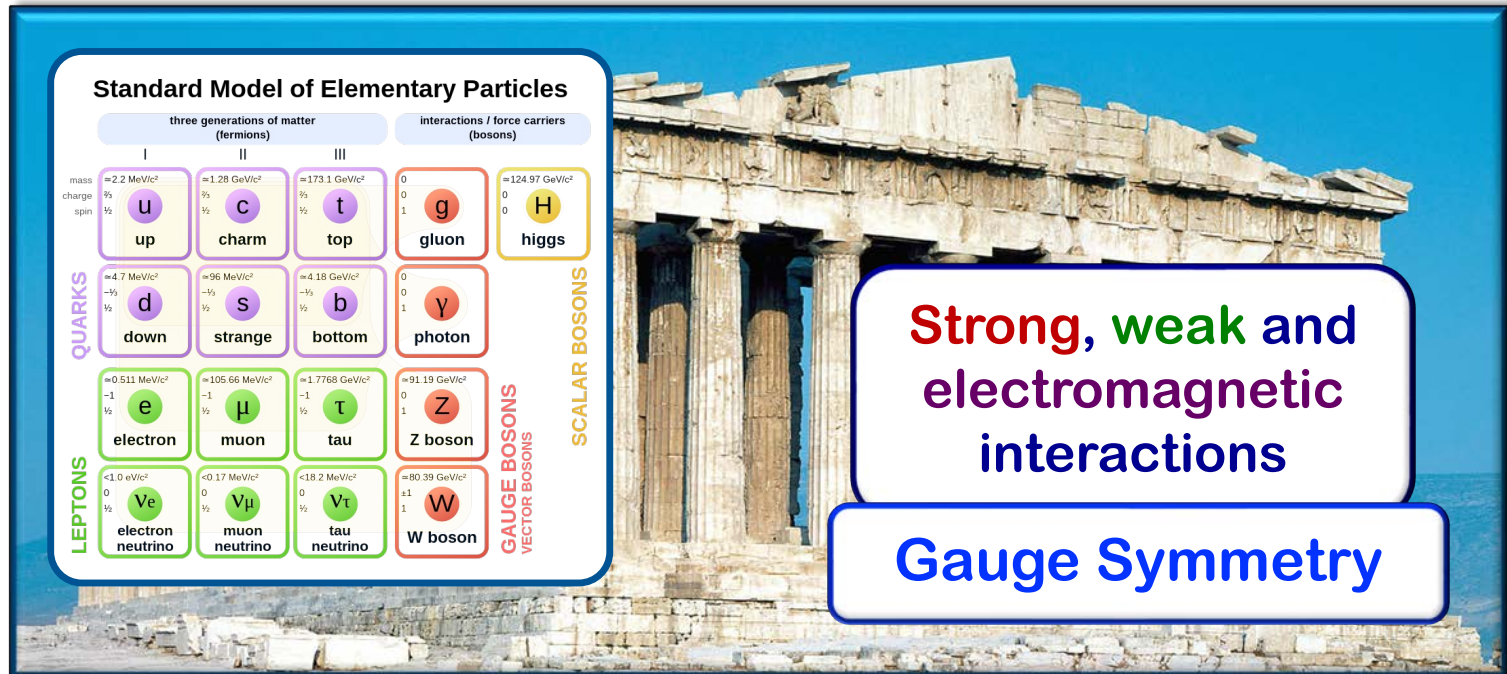 Standard Model of Elementary Particles
three generations of matter
(fermions)
interactions / force carriers
(bosons)
I II III
mass
charge
spin
≃2.2 MeV/c²
⅔
½
u
up
≃1.28 GeV/c²
⅔
½
c
charm
≃173.1 GeV/c²
⅔
½
t
top
0
0
1
g
gluon
≃124.97 GeV/c²
0
0
H
higgs
QUARKS
≃4.7 MeV/c²
−⅓
½
d
down
≃96 MeV/c²
−⅓
½
s
strange
≃4.18 GeV/c²
−⅓
½
b
bottom
0
0
1
γ
photon
SCALAR BOSONS
≃0.511 MeV/c²
−1
½
e
electron
≃105.66 MeV/c²
−1
½
μ
muon
≃1.7768 GeV/c²
−1
½
τ
tau
≃91.19 GeV/c²
0
1
Z
Z boson
LEPTONS
<1.0 eV/c²
0
½
νe
electron
neutrino
<0.17 MeV/c²
0
½
νμ
muon
neutrino
<18.2 MeV/c²
0
½
ντ
tau
neutrino
≃80.39 GeV/c²
±1
1
W
W boson
GAUGE BOSONS
VECTOR BOSONS
Strong, weak and
electromagnetic
interactions
Gauge Symmetry